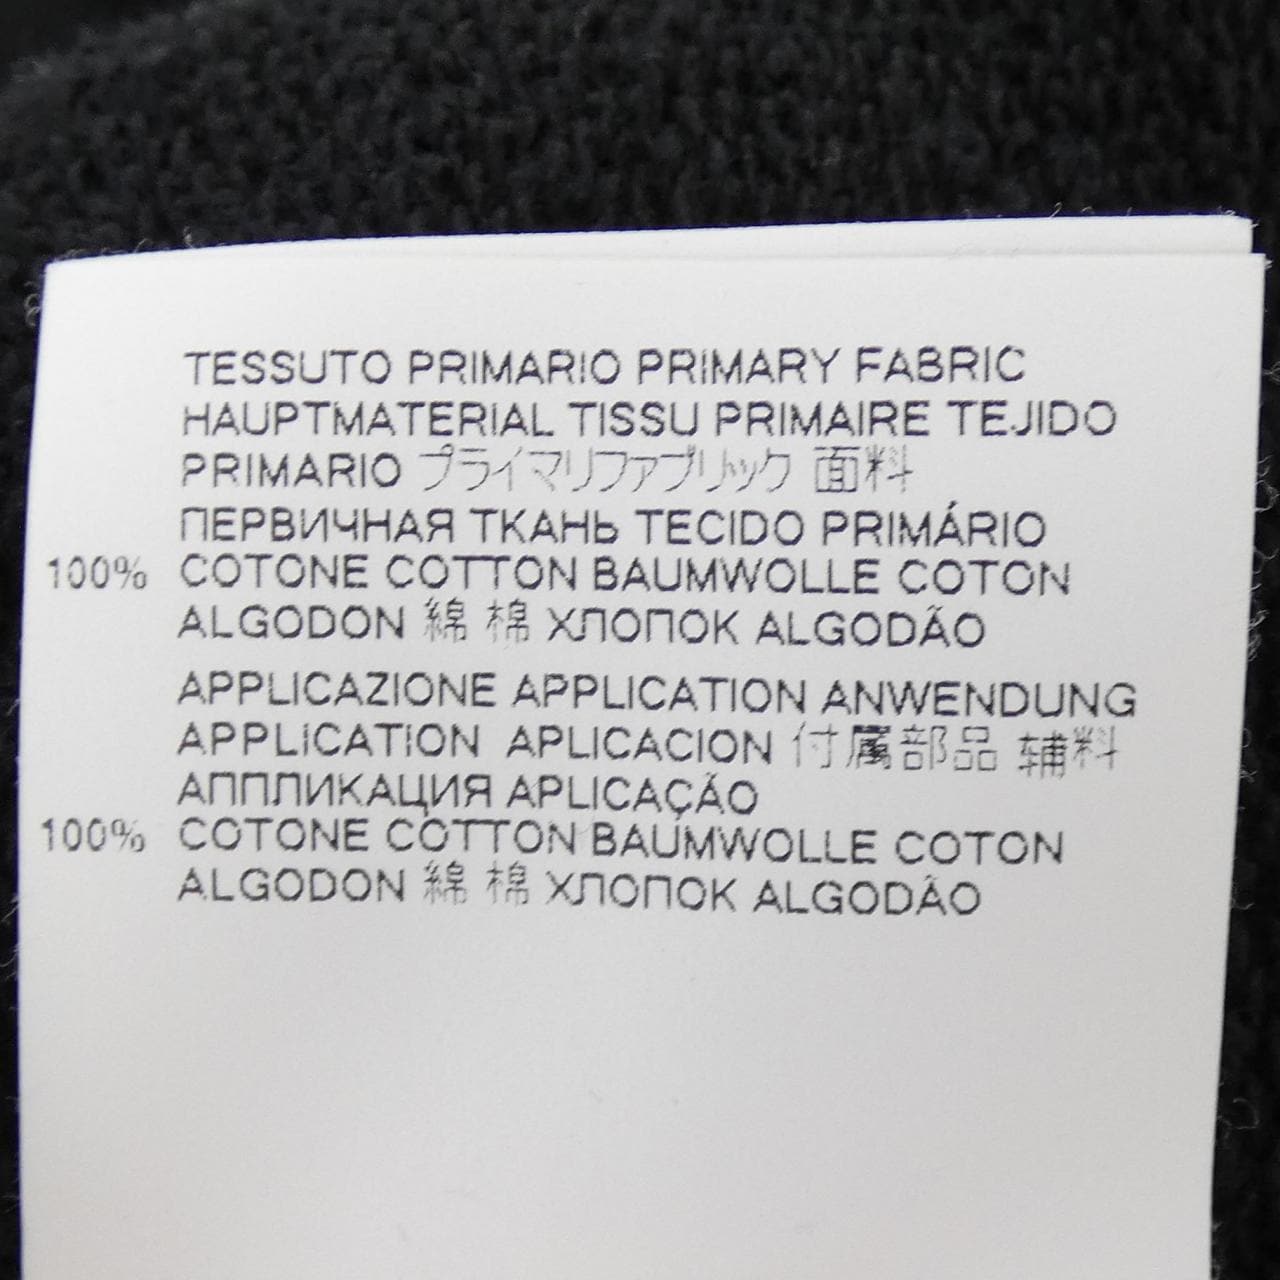 TESSUTO PRIMARIO PRIMARY FABRIC
HAUPTMATERIAL TISSU PRIMAIRE TEJIDO
PRIMARIO プライマリファブリック 面料
ПЕРВИЧНАЯ ТКАНЬ TECIDO PRIMÁRIO
100% COTONE COTTON BAUMWOLLE COTON
ALGODON 綿 棉 ХЛОПОК ALGODÃO
APPLICAZIONE APPLICATION ANWENDUNG
APPLICATION APLICACION 付属部品 辅料
АППЛИКАЦИЯ APLICAÇÃO
100% COTONE COTTON BAUMWOLLE COTON
ALGODON 綿 棉 ХЛОПОК ALGODÃO